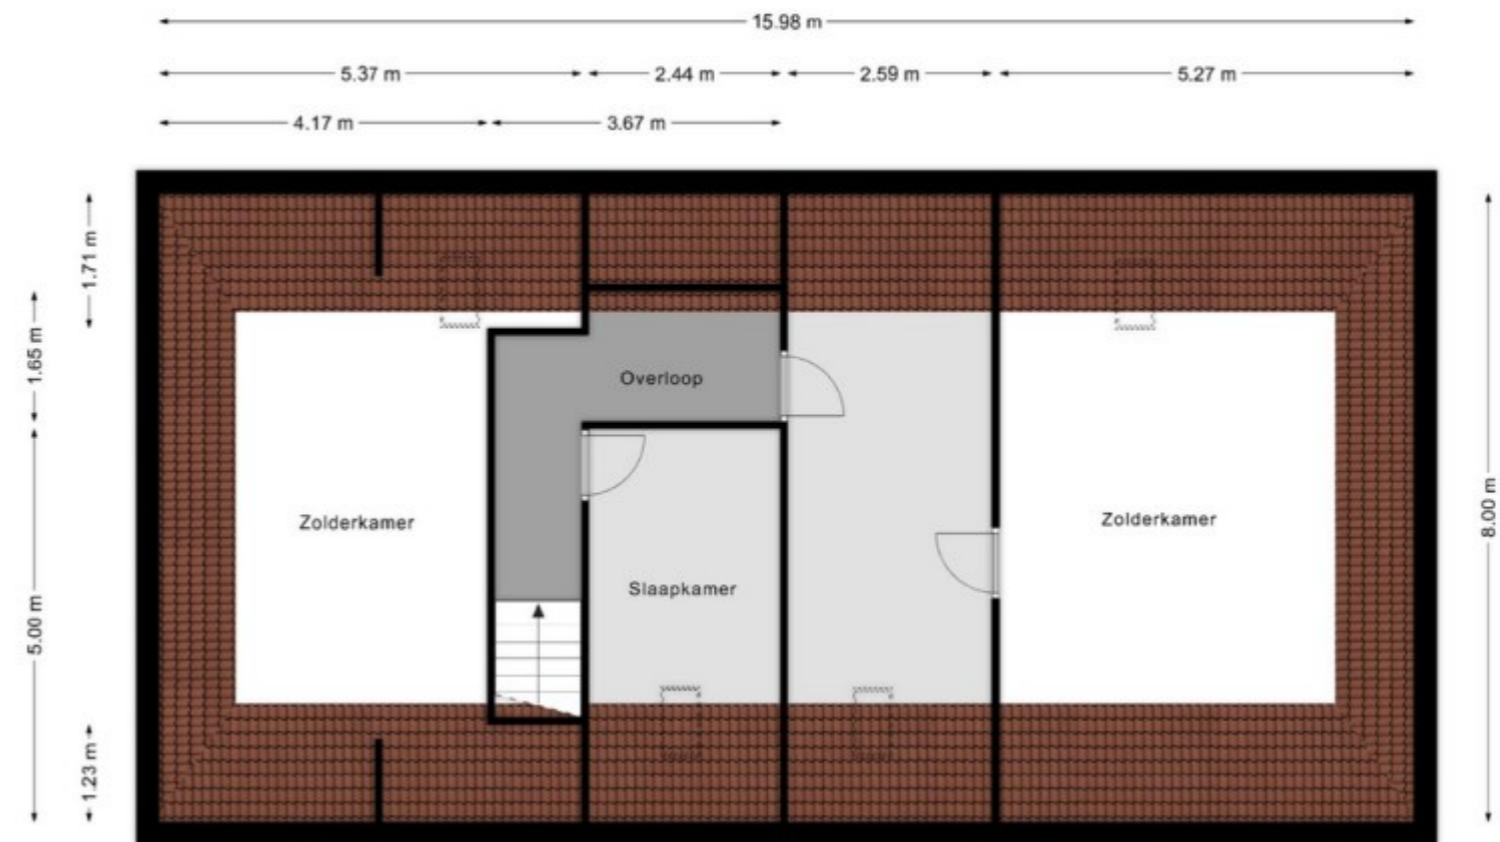 15.98 m
5.37 m
2.44 m
2.59 m
5.27 m
4.17 m
3.67 m
1.71 m
1.65 m
5.00 m
1.23 m
8.00 m
Overloop
Zolderkamer
Zolderkamer
Slaapkamer